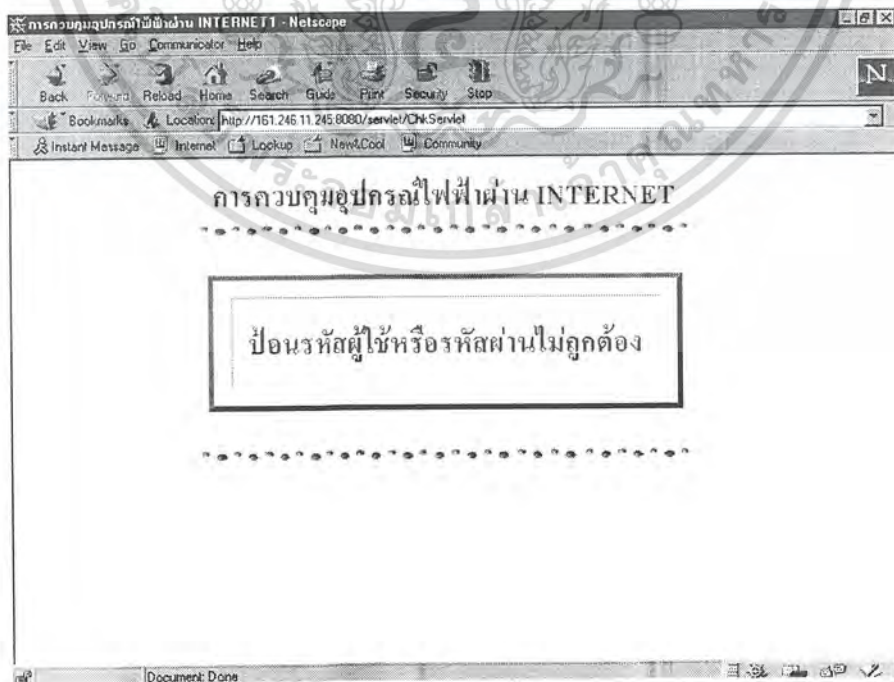 การควบคุมอุปกรณ์ไฟฟ้าผ่าน INTERNET1 - Netscape
File Edit View Go Communicator Help
Back Forward Reload Home Search Guide Print Security Stop
Bookmarks Location: http://161.246.11.245:8080/servlet/ChkServlet
Instant Message Internet Lookup New&Cool Community
การควบคุมอุปกรณ์ไฟฟ้าผ่าน INTERNET
ป้อนรหัสผู้ใช้หรือรหัสผ่านไม่ถูกต้อง
Document: Done